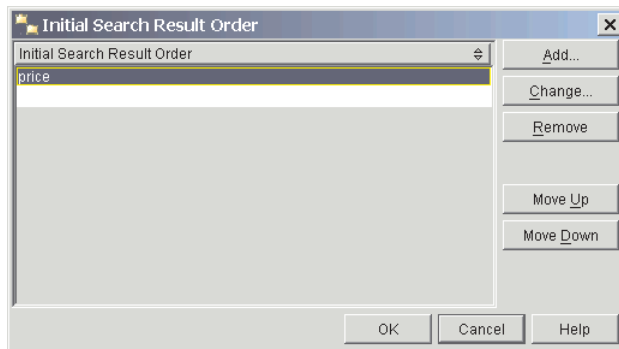 Initial Search Result Order
Initial Search Result Order
Add...
price
Change...
Remove
Move Up
Move Down
OK
Cancel
Help